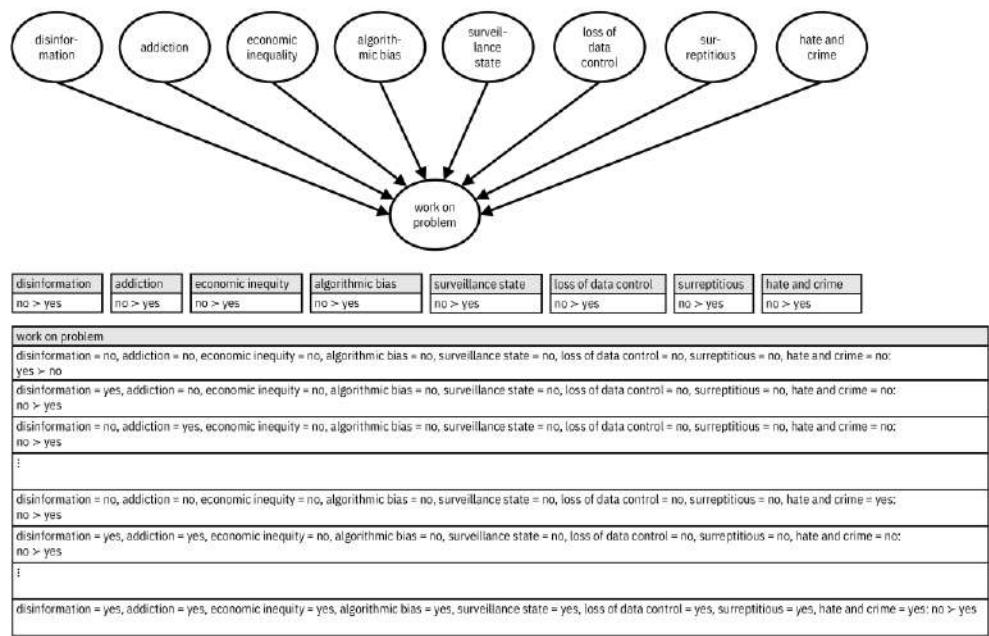 disinfor-
mation
addiction
economic
inequality
algorith-
mic bias
surveil-
lance
state
loss of
data
control
sur-
reptitious
hate and
crime
work on
problem
disinformation
no > yes
addiction
no > yes
economic inequity
no > yes
algorithmic bias
no > yes
surveillance state
no > yes
loss of data control
no > yes
surreptitious
no > yes
hate and crime
no > yes
work on problem
disinformation = no, addiction = no, economic inequity = no, algorithmic bias = no, surveillance state = no, loss of data control = no, surreptitious = no, hate and crime = no:
yes > no
disinformation = yes, addiction = no, economic inequity = no, algorithmic bias = no, surveillance state = no, loss of data control = no, surreptitious = no, hate and crime = no:
no > yes
disinformation = no, addiction = yes, economic inequity = no, algorithmic bias = no, surveillance state = no, loss of data control = no, surreptitious = no, hate and crime = no:
no > yes
⋮
disinformation = no, addiction = no, economic inequity = no, algorithmic bias = no, surveillance state = no, loss of data control = no, surreptitious = no, hate and crime = yes:
no > yes
disinformation = yes, addiction = yes, economic inequity = no, algorithmic bias = no, surveillance state = no, loss of data control = no, surreptitious = no, hate and crime = no:
no > yes
⋮
disinformation = yes, addiction = yes, economic inequity = yes, algorithmic bias = yes, surveillance state = yes, loss of data control = yes, surreptitious = yes, hate and crime = yes: no > yes